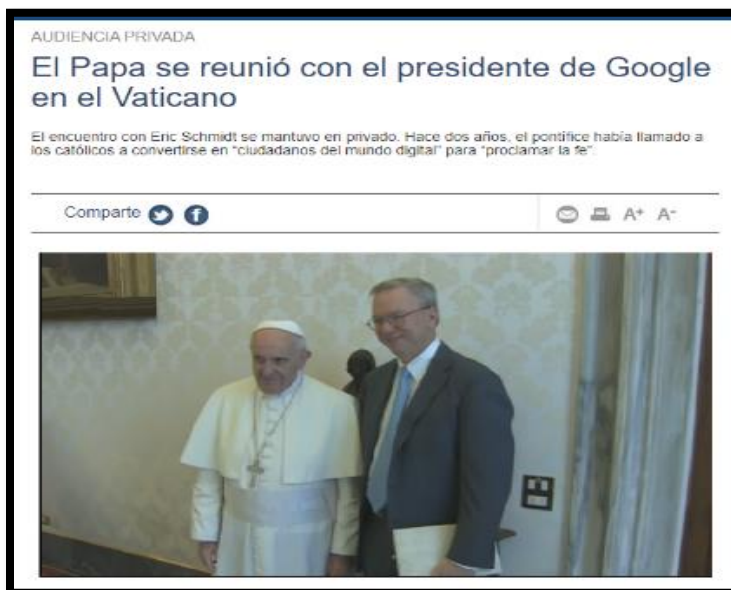 AUDIENCIA PRIVADA
El Papa se reunió con el presidente de Google
en el Vaticano
El encuentro con Eric Schmidt se mantuvo en privado. Hace dos años, el pontífice había llamado a
los católicos a convertirse en "ciudadanos del mundo digital" para "proclamar la fe".
Comparte
A+ A-